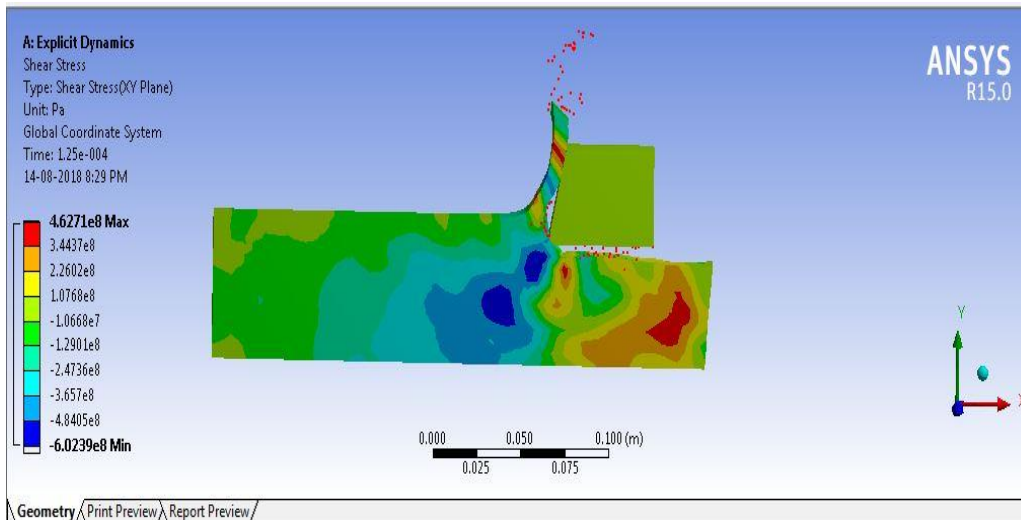 A: Explicit Dynamics
Shear Stress
Type: Shear Stress(XY Plane)
Unit: Pa
Global Coordinate System
Time: 1.25e-004
14-08-2018 8:29 PM
ANSYS
R15.0
4.6271e8 Max
3.4437e8
2.2602e8
1.0768e8
-1.0668e7
-1.2901e8
-2.4736e8
-3.657e8
-4.8405e8
-6.0239e8 Min
Y
X
0.000 0.050 0.100 (m)
0.025 0.075
Geometry Print Preview Report Preview